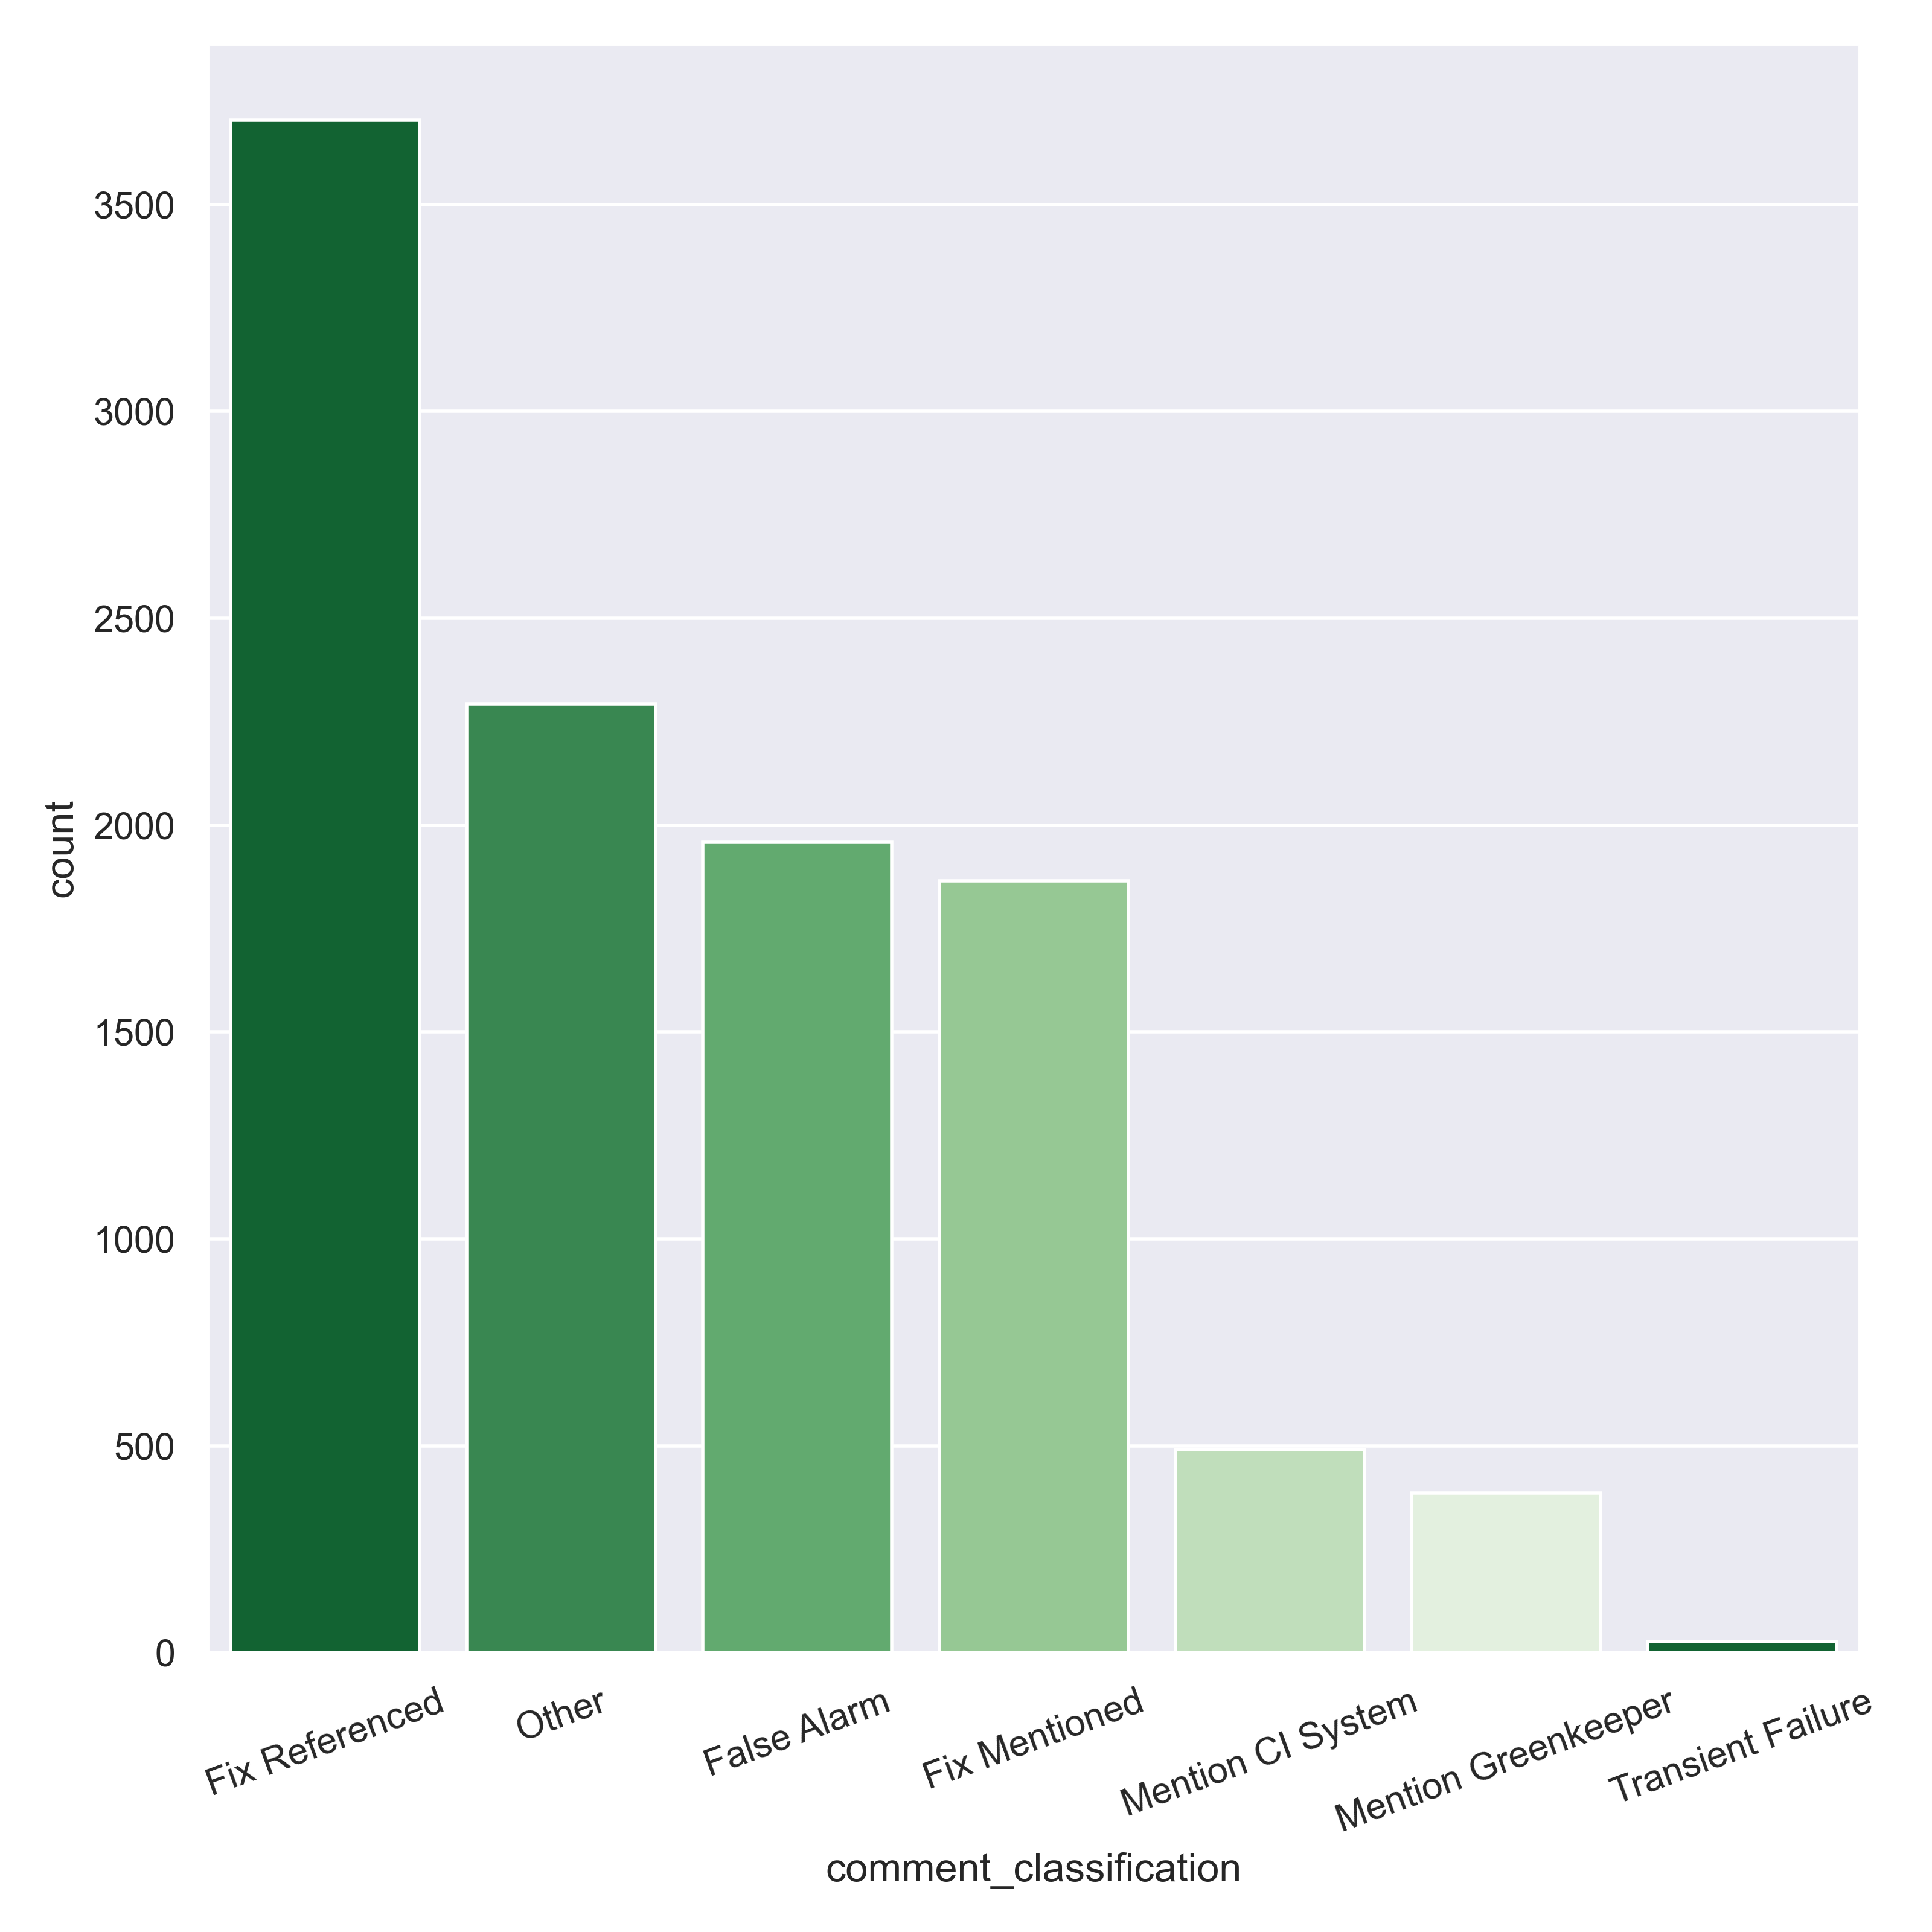 3500
3000
2500
2000
1500
1000
500
0
count
Fix Referenced
Other
False Alarm
Fix Mentioned
Mention CI System
Mention Greenkeeper
Transient Failure
comment_classification